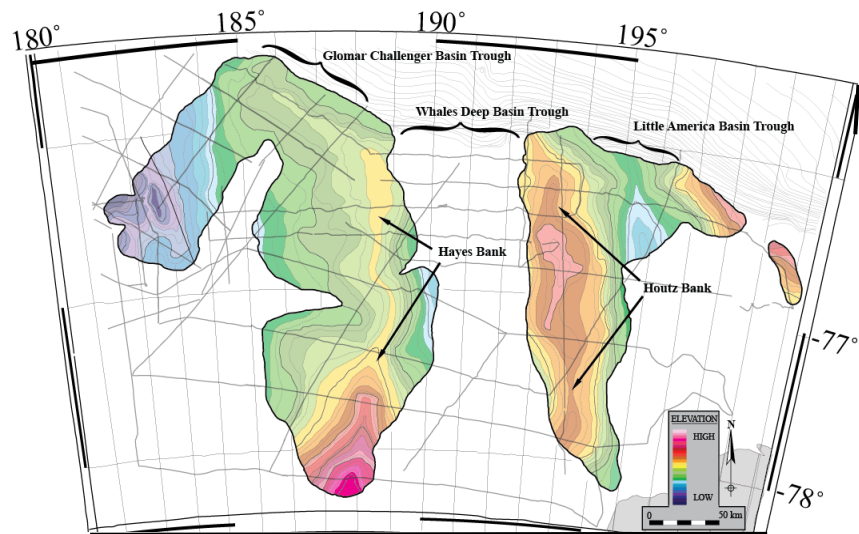 180°
185°
190°
195°
Glomar Challenger Basin Trough
Whales Deep Basin Trough
Little America Basin Trough
Hayes Bank
Houtz Bank
-77°
ELEVATION
HIGH
LOW
N
0 50 km
-78°